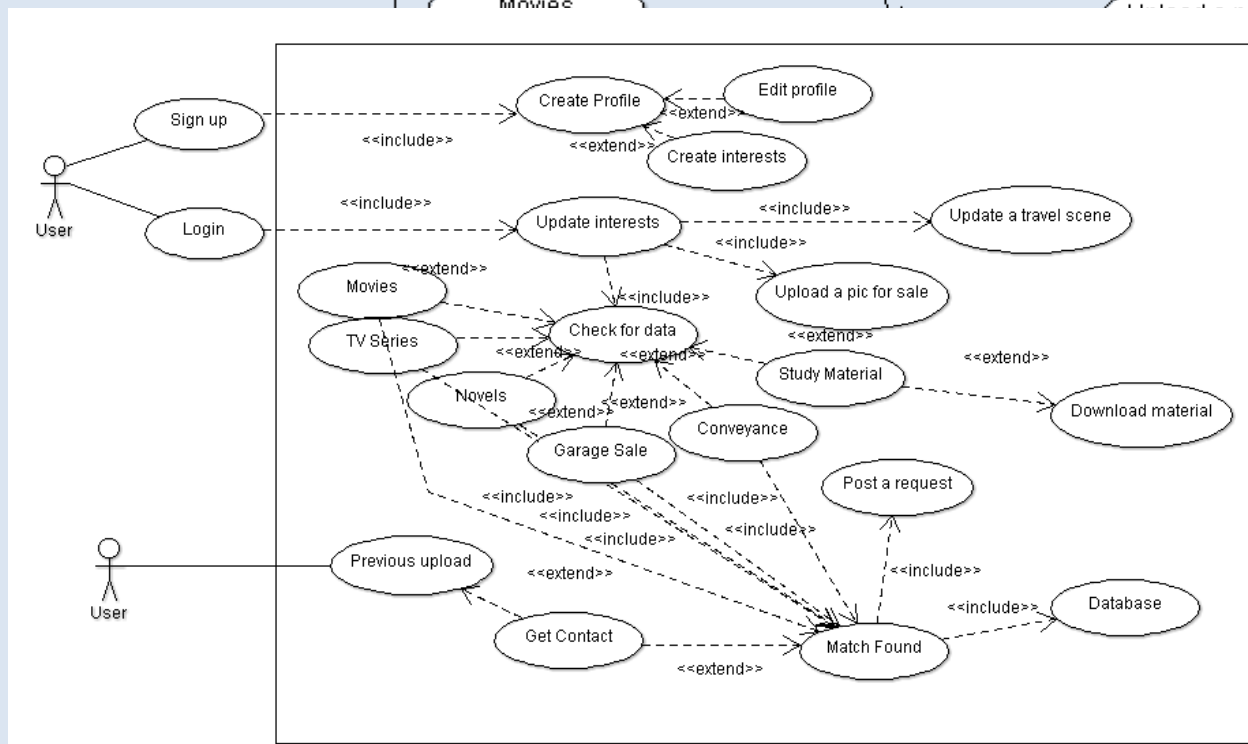 Movies
Create Profile
Edit profile
Sign up
<<extend>>
<<include>>
<<extend>>
Create interests
User
<<include>>
<<include>>
Update a travel scene
Login
Update interests
<<include>>
<<extend>>
Movies
Upload a pic for sale
<<include>>
Check for data
<<extend>>
TV Series
<<extend>>
<<extend>>
<<extend>>
Study Material
Novels
<<extend>>
<<extend>>
Download material
Conveyance
Garage Sale
Post a request
<<include>>
<<include>>
<<include>>
<<include>>
<<include>>
Previous upload
<<extend>>
<<include>>
User
<<include>>
Database
Get Contact
Match Found
<<extend>>